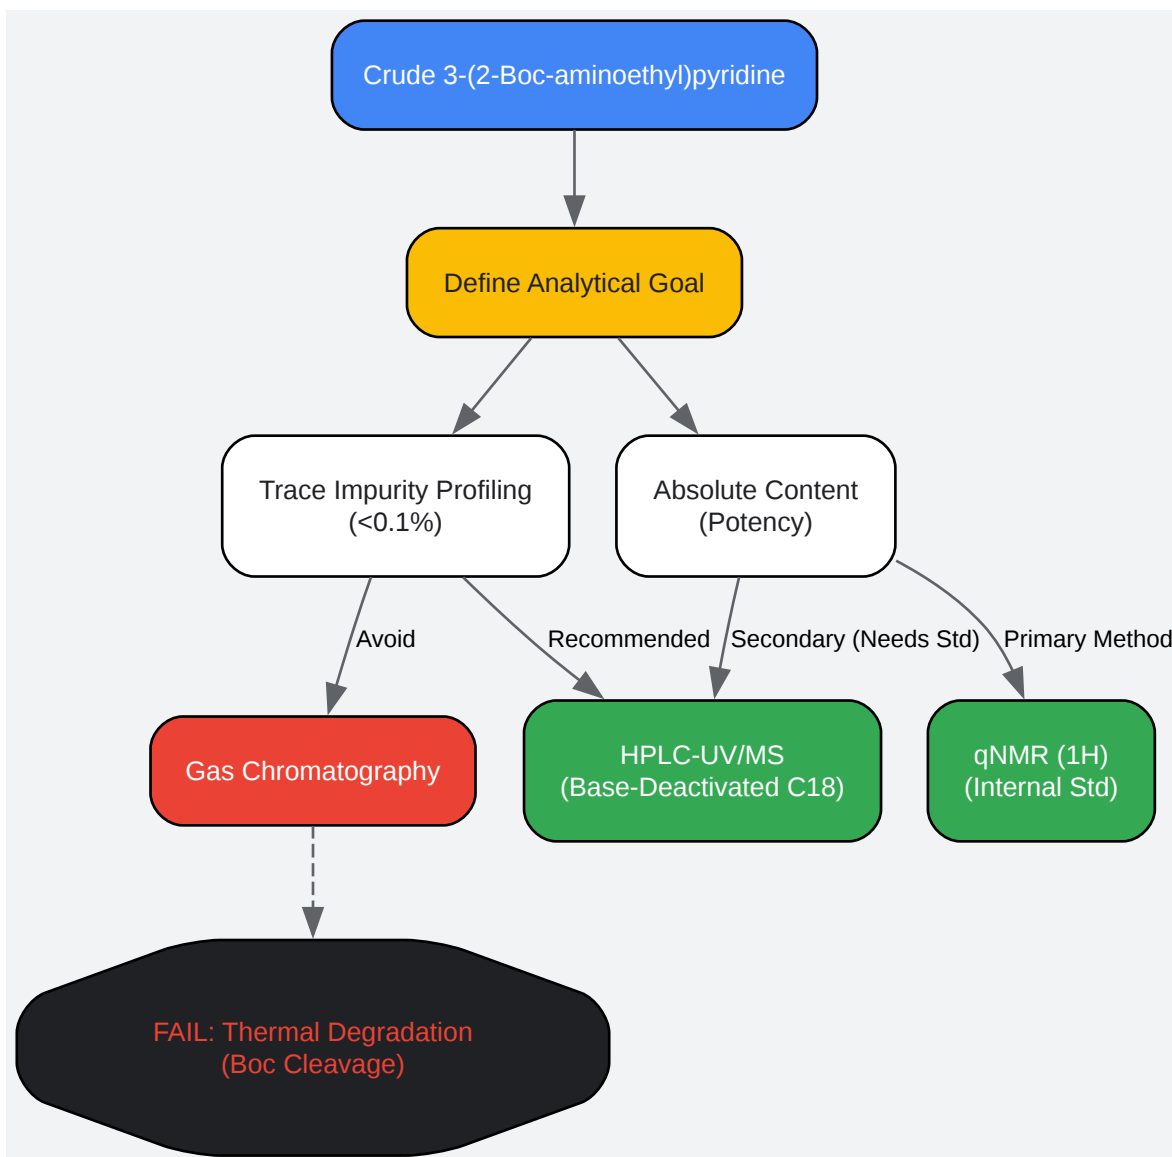 Crude 3-(2-Boc-aminoethyl)pyridine
Define Analytical Goal
Trace Impurity Profiling
(<0.1%)
Absolute Content
(Potency)
Avoid
Recommended
Secondary (Needs Std)
Primary Method
Gas Chromatography
HPLC-UV/MS
(Base-Deactivated C18)
qNMR (1H)
(Internal Std)
FAIL: Thermal Degradation
(Boc Cleavage)